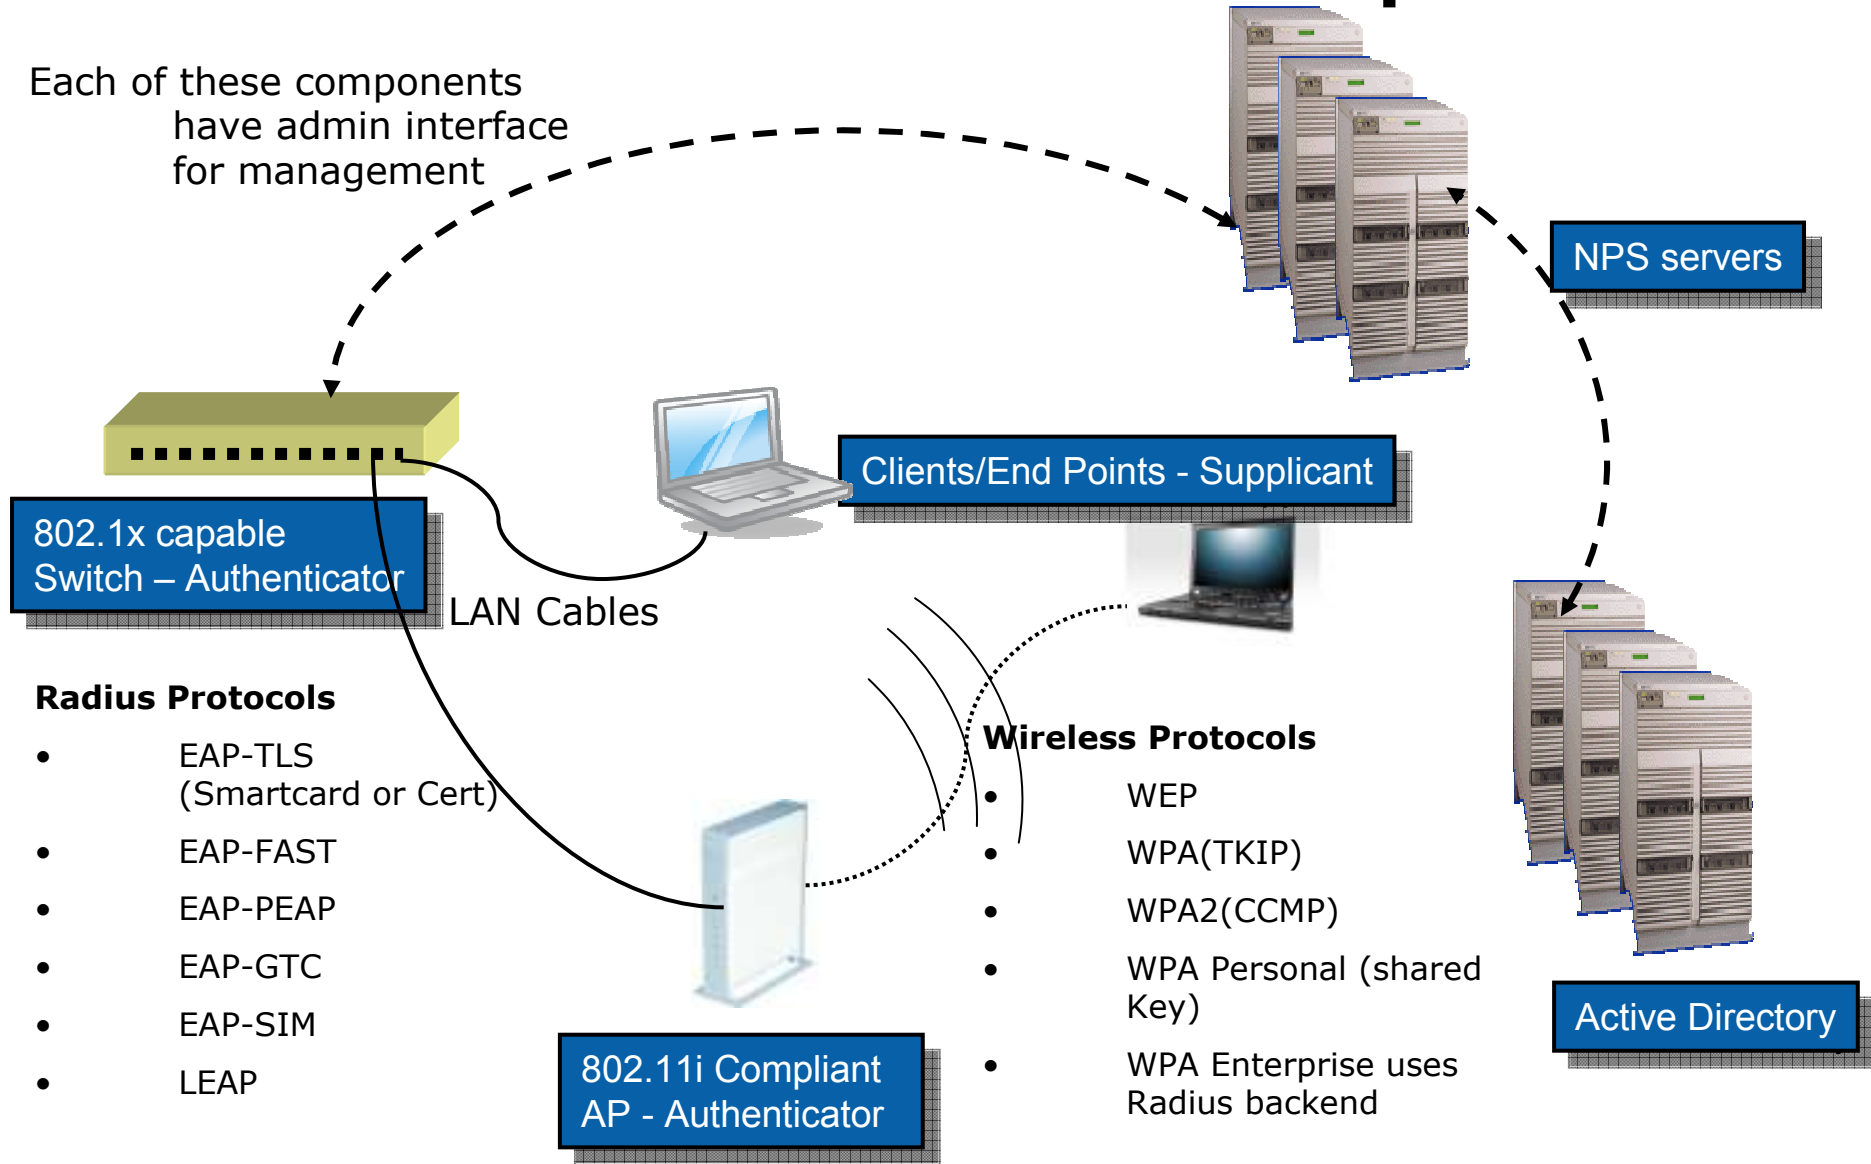 Each of these components
have admin interface
for management
NPS servers
Clients/End Points - Supplicant
802.1x capable
Switch – Authenticator
LAN Cables
Radius Protocols
• EAP-TLS
(Smartcard or Cert)
• EAP-FAST
• EAP-PEAP
• EAP-GTC
• EAP-SIM
• LEAP
Wireless Protocols
• WEP
• WPA(TKIP)
• WPA2(CCMP)
• WPA Personal (shared
Key)
• WPA Enterprise uses
Radius backend
802.11i Compliant
AP - Authenticator
Active Directory